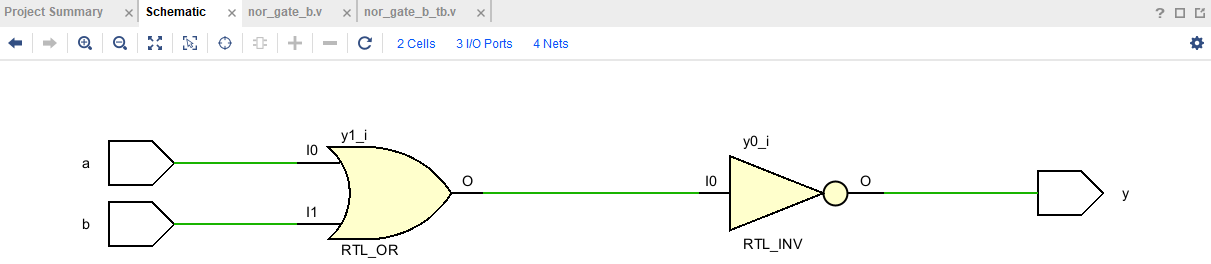 Project Summary × Schematic × nor_gate_b.v × nor_gate_b_tb.v × ?
2 Cells 3 I/O Ports 4 Nets
y1_i
y0_i
a
I0
O
I0
O
y
b
I1
RTL_OR
RTL_INV